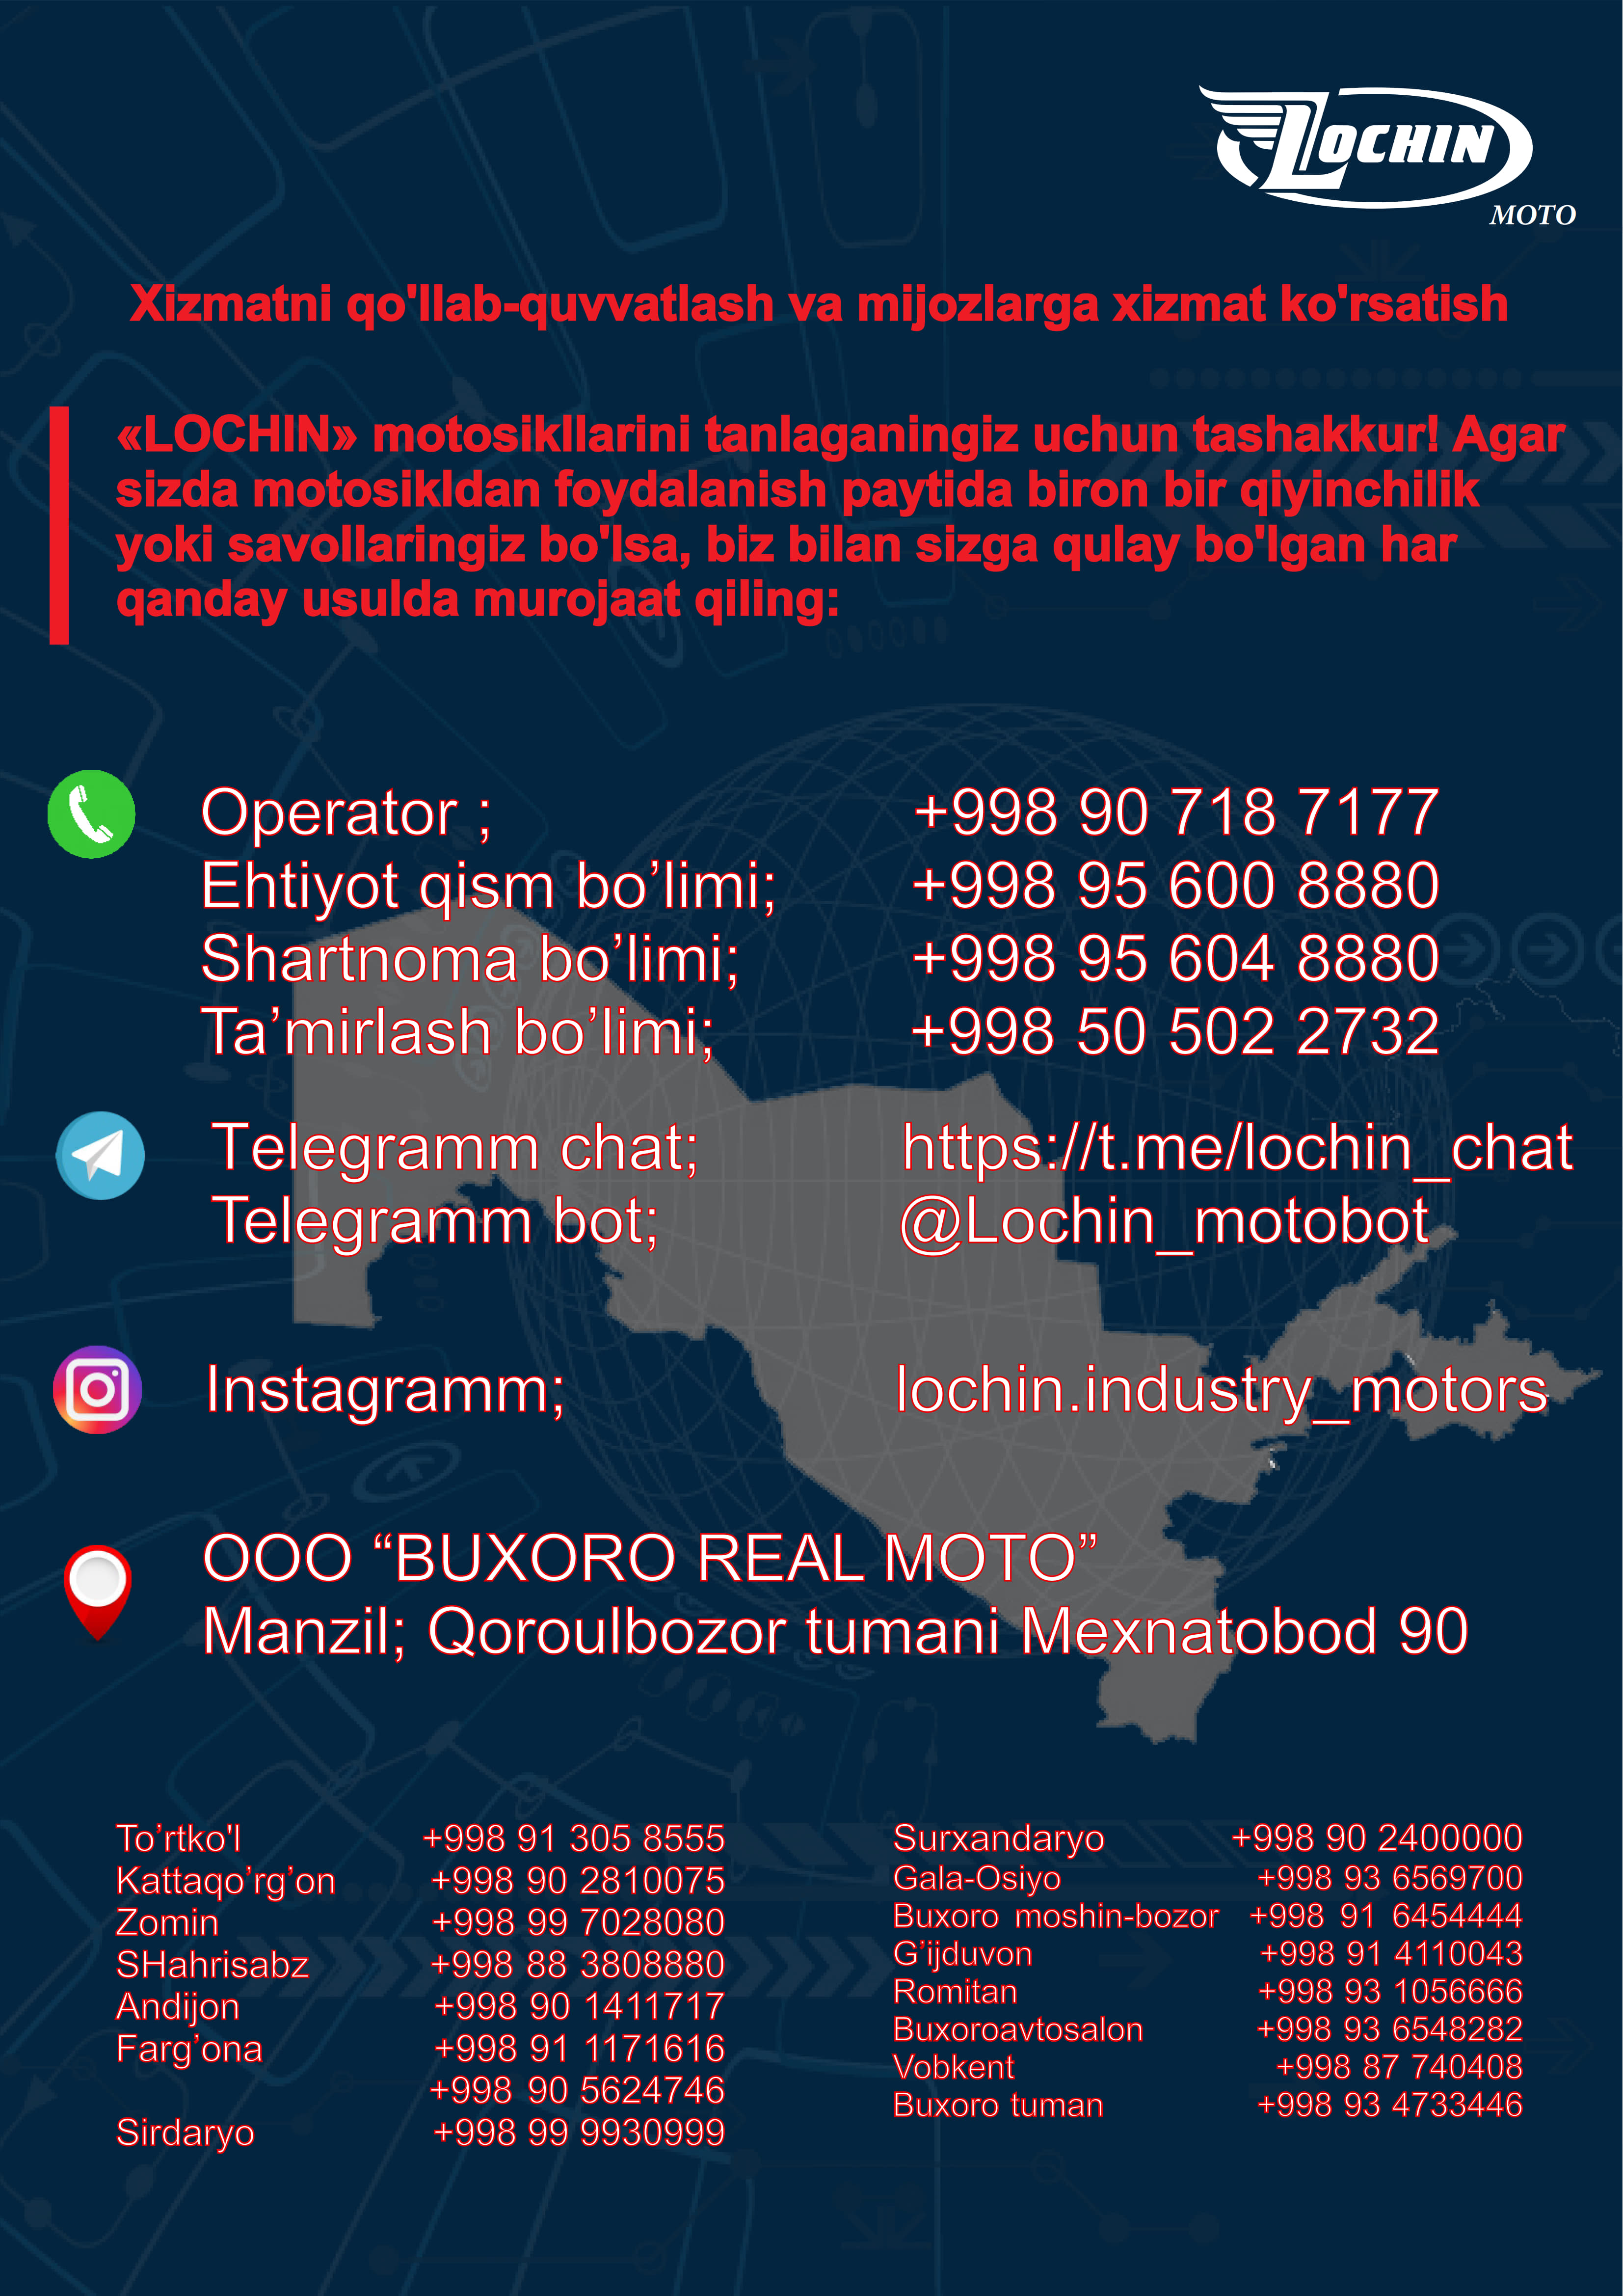 LOCHIN
MOTO
Xizmatni qo'llab-quvvatlash va mijozlarga xizmat ko'rsatish
«LOCHIN» motosikllarini tanlaganingiz uchun tashakkur! Agar
sizda motosikldan foydalanish paytida biron bir qiyinchilik
yoki savollaringiz bo'lsa, biz bilan sizga qulay bo'lgan har
qanday usulda murojaat qiling:
Operator ; +998 90 718 7177
Ehtiyot qism bo’limi; +998 95 600 8880
Shartnoma bo’limi; +998 95 604 8880
Ta’mirlash bo’limi; +998 50 502 2732
Telegramm chat; https://t.me/lochin_chat
Telegramm bot; @Lochin_motobot
Instagramm; lochin.industry_motors
OOO “BUXORO REAL MOTO”
Manzil; Qoroulbozor tumani Mexnatobod 90
To’rtko'l +998 91 305 8555
Kattaqo’rg’on +998 90 2810075
Zomin +998 99 7028080
SHahrisabz +998 88 3808880
Andijon +998 90 1411717
Farg’ona +998 91 1171616
+998 90 5624746
Sirdaryo +998 99 9930999
Surxandaryo +998 90 2400000
Gala-Osiyo +998 93 6569700
Buxoro moshin-bozor +998 91 6454444
G’ijduvon +998 91 4110043
Romitan +998 93 1056666
Buxoroavtosalon +998 93 6548282
Vobkent +998 87 740408
Buxoro tuman +998 93 4733446